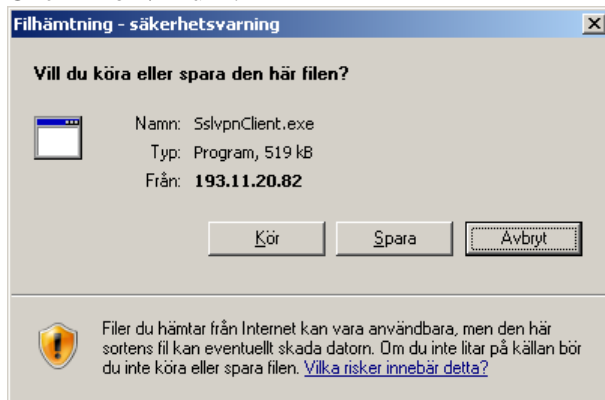 Filhämtning - säkerhetsvarning
Vill du köra eller spara den här filen?
Namn: SslvpnClient.exe
Typ: Program, 519 kB
Från: 193.11.20.82
Kör Spara Avbryt
Filer du hämtar från Internet kan vara användbara, men den här
sortens fil kan eventuellt skada datorn. Om du inte litar på källan bör
du inte köra eller spara filen. Vilka risker innebär detta?